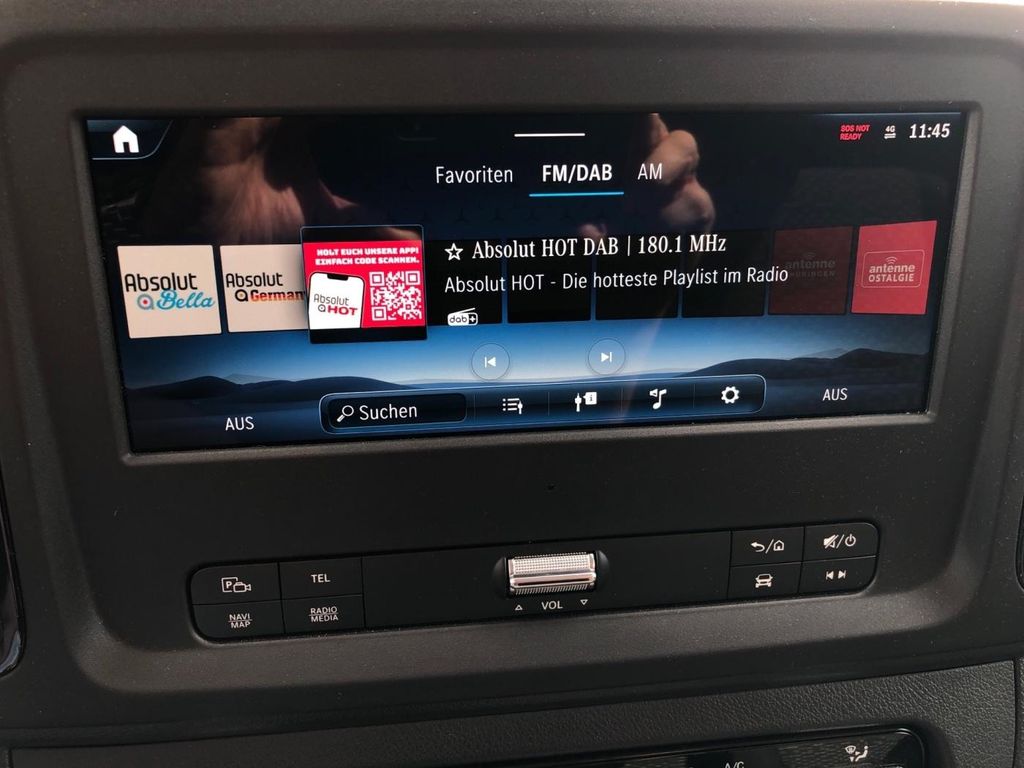 SOS NOT
READY
4G
11:45
Favoriten
FM/DAB
AM
Absolut
Bella
Absolut
German
HOLT EUCH UNSERE APP!
EINFACH CODE SCANNEN.
Absolut
HOT
☆ Absolut HOT DAB | 180.1 MHz
Absolut HOT - Die hotteste Playlist im Radio
dab+
antenne
antenne
OSTALGIE
AUS
Suchen
AUS
P
TEL
NAVI
MAP
RADIO
MEDIA
VOL
A/C